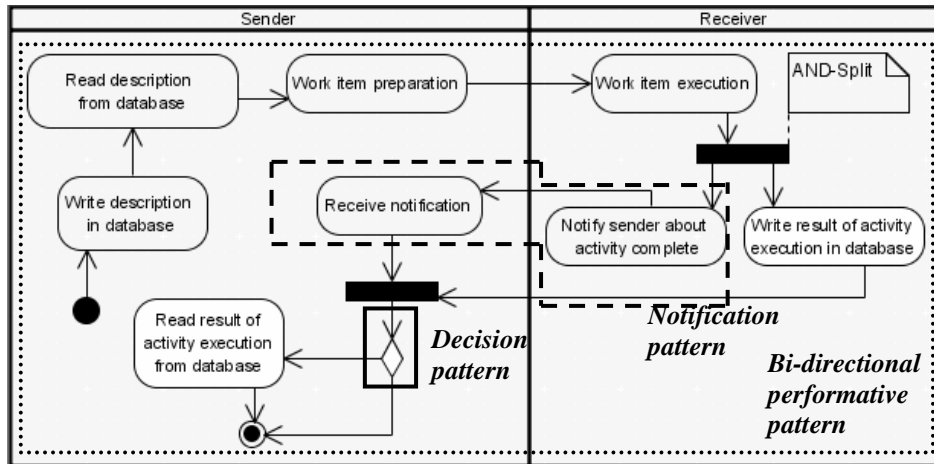 Sender
Receiver
Read description
from database
Work item preparation
Work item execution
AND-Split
Write description
in database
Receive notification
Notify sender about
activity complete
Write result of activity
execution in database
Read result of
activity execution
from database
Decision
pattern
Notification
pattern
Bi-directional
performative
pattern